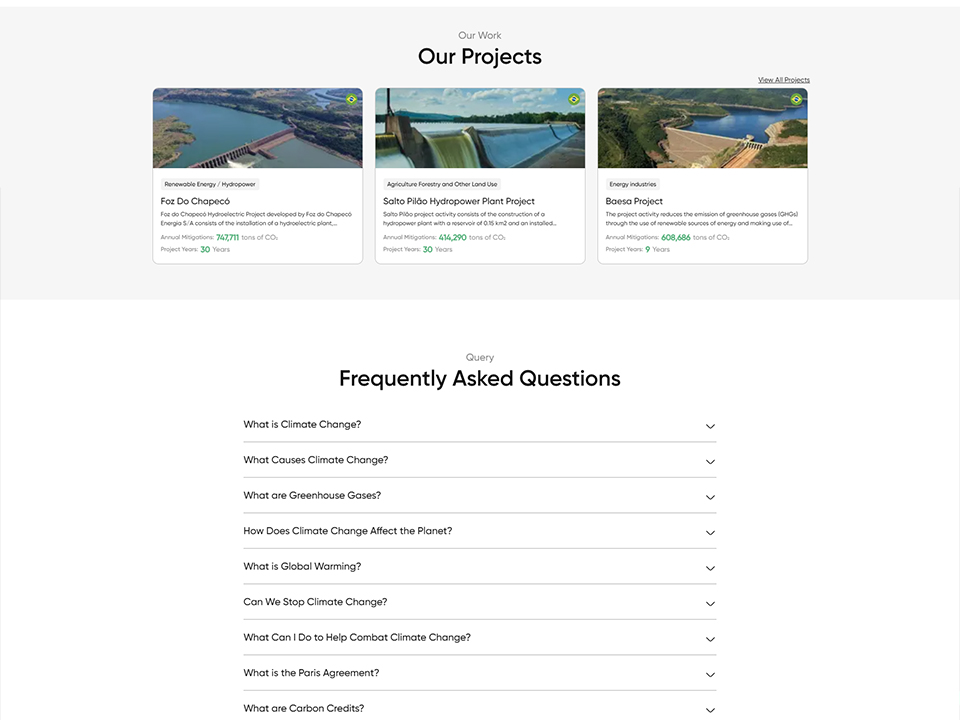 Our Work
Our Projects
View All Projects
Renewable Energy / Hydropower
Foz Do Chapecó
Foz do Chapecó Hydroelectric Project developed by Foz do Chapecó
Energia S/A consists of the installation of a hydroelectric plant,...
Annual Mitigations: 747,711 tons of CO₂
Project Years: 30 Years
Agriculture Forestry and Other Land Use
Salto Pilão Hydropower Plant Project
Salto Pilão project activity consists of the construction of a
hydropower plant with a reservoir of 0.15 km2 and an installed...
Annual Mitigations: 414,290 tons of CO₂
Project Years: 30 Years
Energy industries
Baesa Project
The project activity reduces the emission of greenhouse gases (GHGs)
through the use of renewable sources of energy and making use of...
Annual Mitigations: 608,686 tons of CO₂
Project Years: 9 Years
Query
Frequently Asked Questions
What is Climate Change?
What Causes Climate Change?
What are Greenhouse Gases?
How Does Climate Change Affect the Planet?
What is Global Warming?
Can We Stop Climate Change?
What Can I Do to Help Combat Climate Change?
What is the Paris Agreement?
What are Carbon Credits?